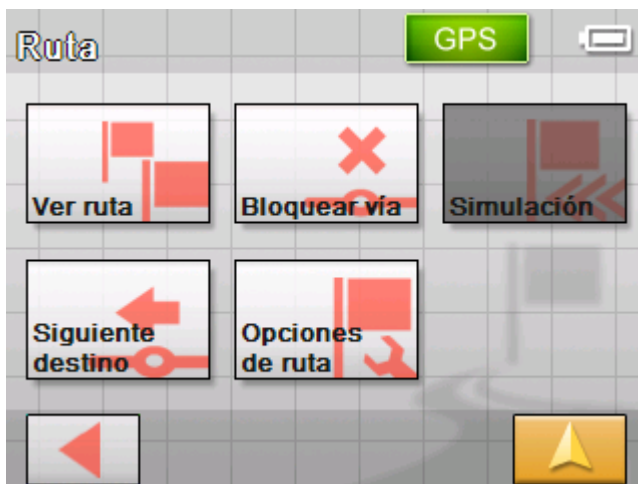 Ruta
GPS
Ver ruta
Bloquear vía
Simulación
Siguiente
destino
Opciones
de ruta